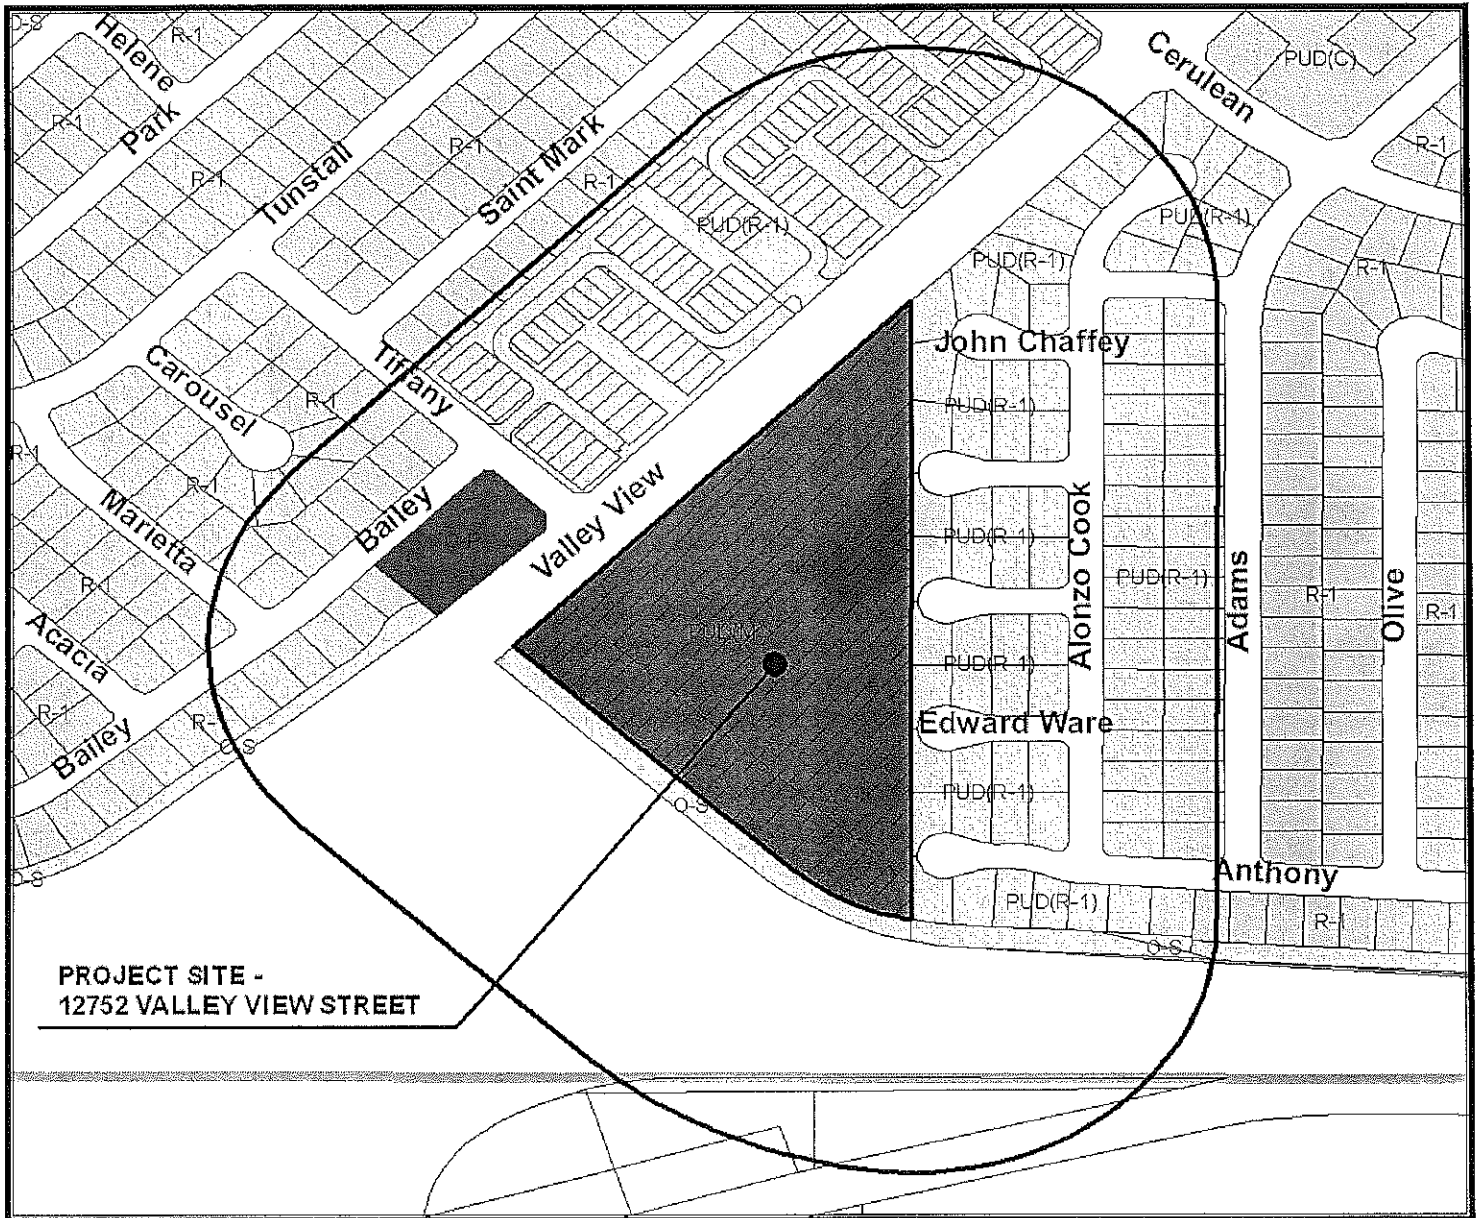 O-S
Helene
R-1
Cerulean
PUD(C)
R-1
Park
R-1
Saint Mark
R-1
R-1
Tunstall
R-1
PUD(R-1)
PUD(R-1)
PUD(R-1)
R-1
John Chaffey
Carousel
Tiffany
R-1
PUD(R-1)
R-1
R-1
Marietta
Bailey
Valley View
PUD(R-1)
Alonzo Cook
PUD(R-1)
Adams
R-1
Olive
R-1
R-1
Acacia
PUD(R-1)
R-1
Bailey
O-S
Edward Ware
O-S
PUD(R-1)
O-S
Anthony
PUD(R-1)
R-1
O-S
PROJECT SITE -
12752 VALLEY VIEW STREET